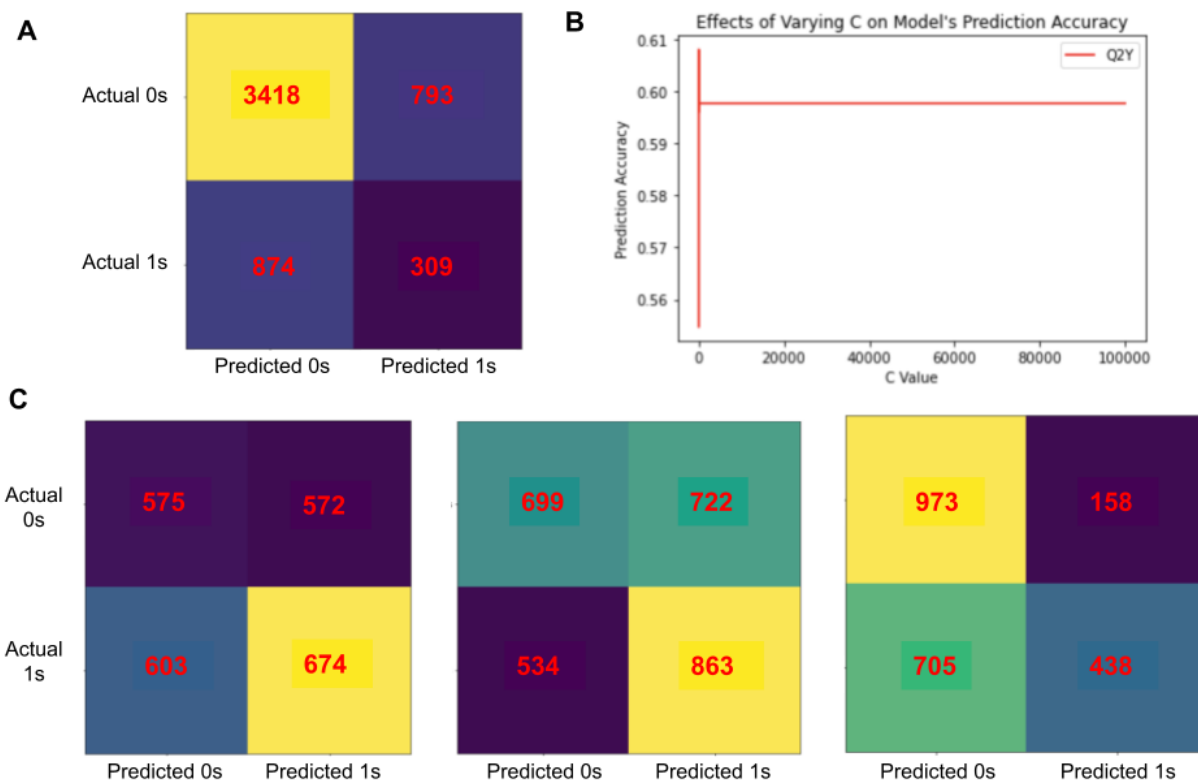 A
Actual 0s
3418
793
Actual 1s
874
309
Predicted 0s
Predicted 1s
B
Effects of Varying C on Model's Prediction Accuracy
Prediction Accuracy
0.61
0.60
0.59
0.58
0.57
0.56
Q2Y
0
20000
40000
60000
80000
100000
C Value
C
Actual
0s
575
572
Actual
1s
603
674
Predicted 0s
Predicted 1s
699
722
534
863
Predicted 0s
Predicted 1s
973
158
705
438
Predicted 0s
Predicted 1s